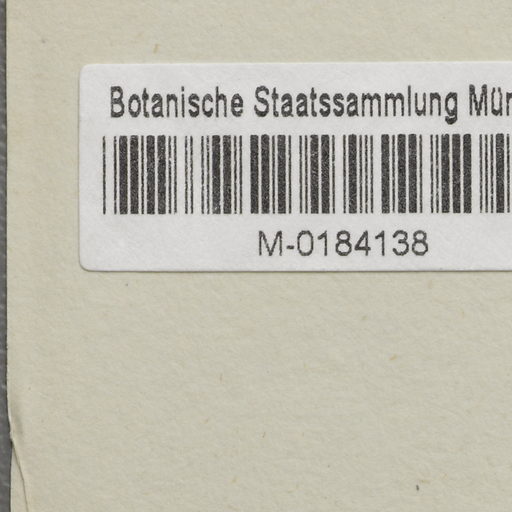 Botanische Staatssammlung Mün
M-0184138